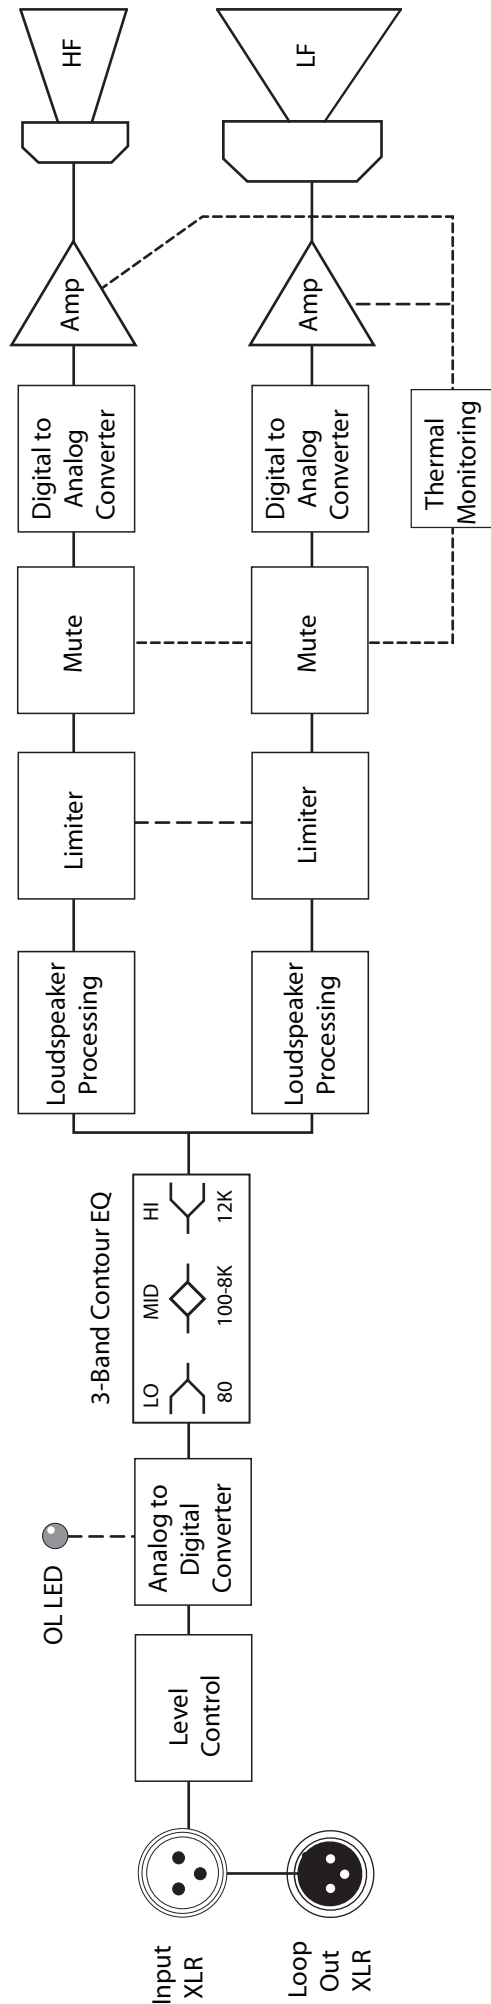 Input
XLR
Loop
Out
XLR
Level
Control
OL LED
Analog to
Digital
Converter
3-Band Contour EQ
LO
MID
HI
80
100-8K
12K
Loudspeaker
Processing
Limiter
Mute
Digital to
Analog
Converter
Amp
HF
Loudspeaker
Processing
Limiter
Mute
Digital to
Analog
Converter
Amp
LF
Thermal
Monitoring